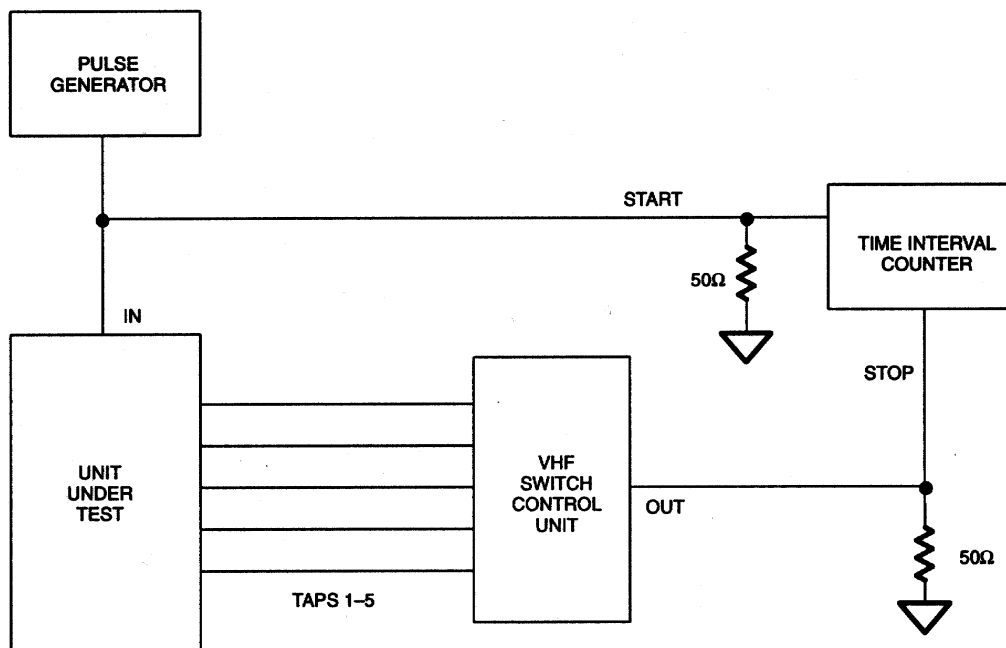 PULSE
GENERATOR
START
TIME INTERVAL
COUNTER
50Ω
IN
STOP
UNIT
UNDER
TEST
VHF
SWITCH
CONTROL
UNIT
OUT
50Ω
TAPS 1–5